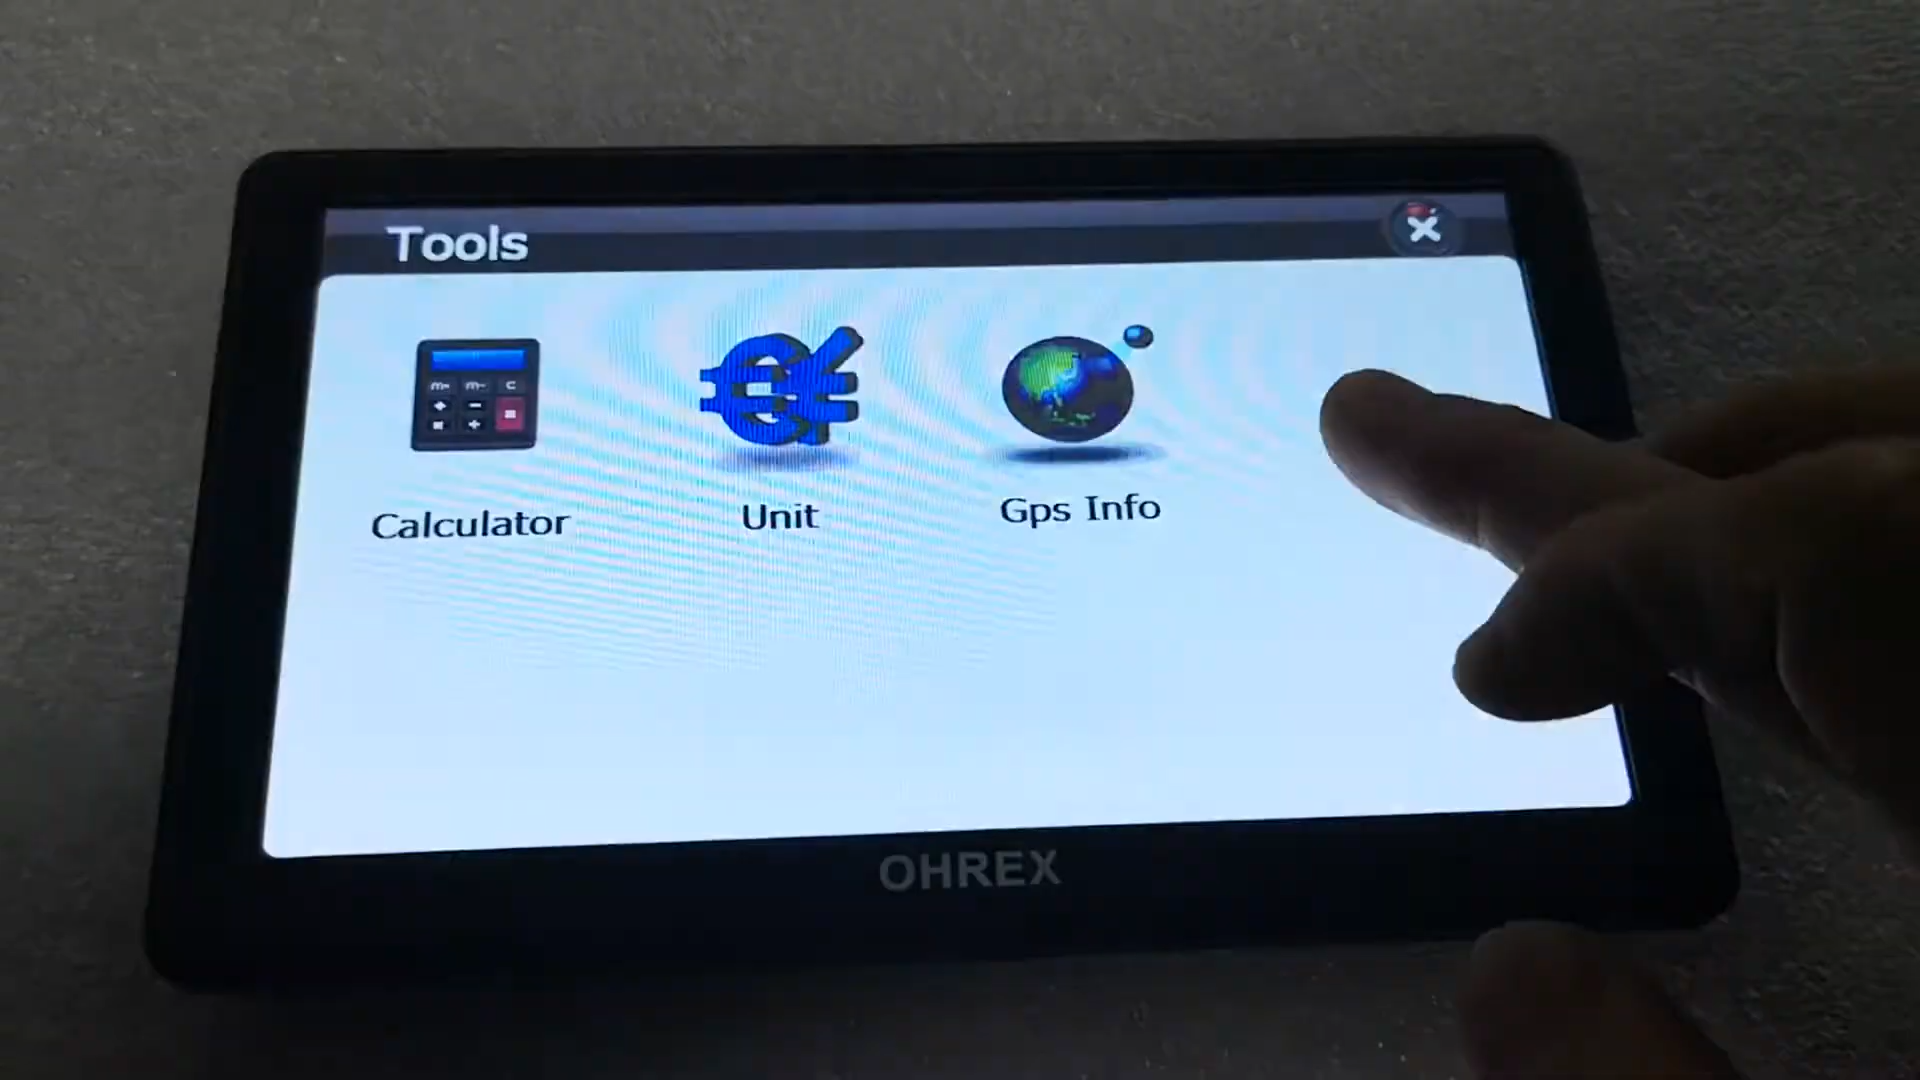 Tools
m+ m- C
Calculator
Unit
Gps Info
OHREX